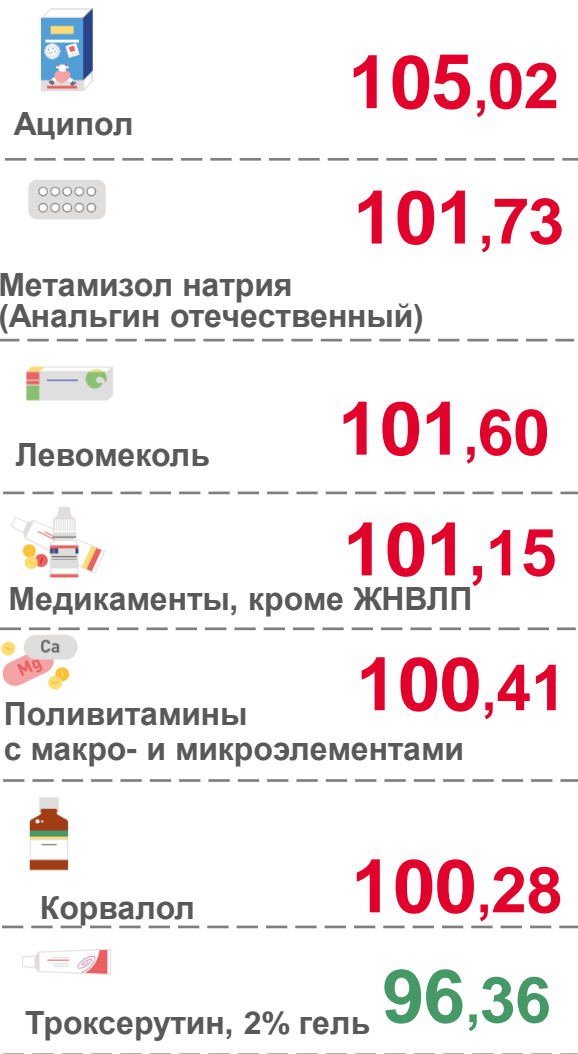 105,02
Аципол
101,73
Метамизол натрия
(Анальгин отечественный)
101,60
Левомеколь
101,15
Медикаменты, кроме ЖНВЛП
Ca
Mg
100,41
Поливитамины
с макро- и микроэлементами
100,28
Корвалол
96,36
Троксерутин, 2% гель